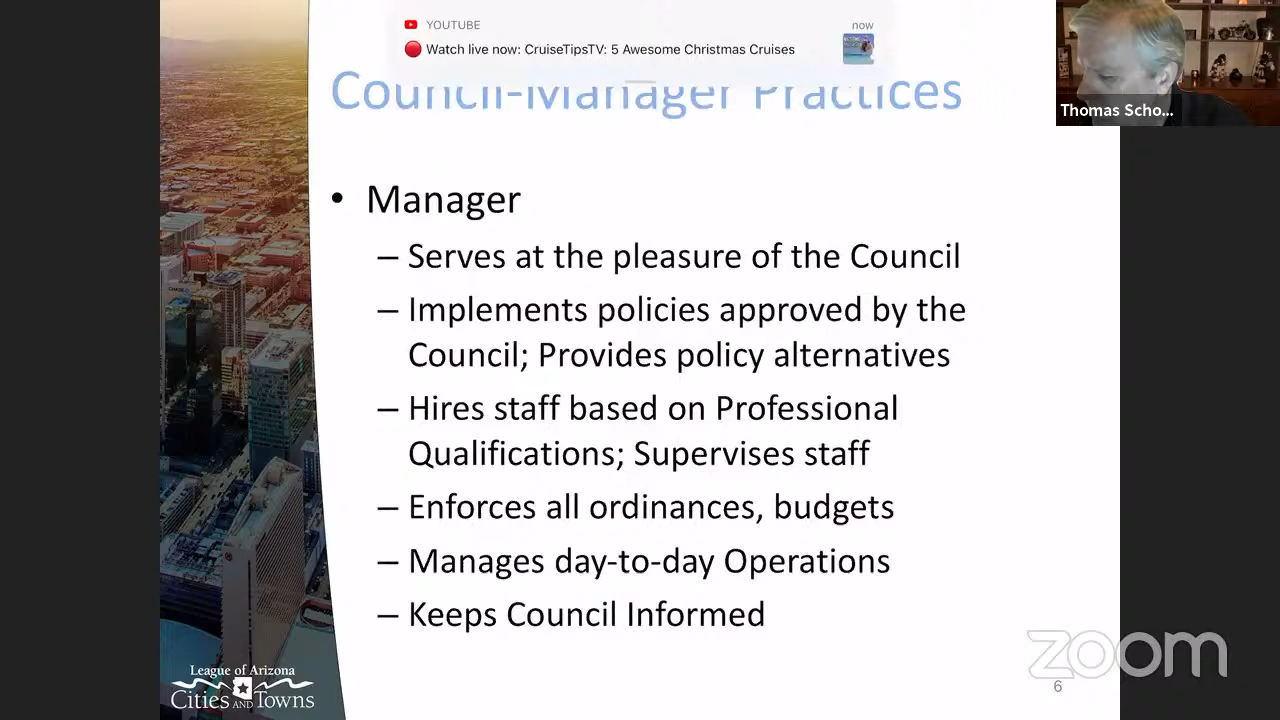 YOUTUBE
now
Watch live now: CruiseTipsTV: 5 Awesome Christmas Cruises
Council-Manager Practices
Thomas Scho...
• Manager
– Serves at the pleasure of the Council
– Implements policies approved by the
Council; Provides policy alternatives
– Hires staff based on Professional
Qualifications; Supervises staff
– Enforces all ordinances, budgets
– Manages day-to-day Operations
– Keeps Council Informed
League of Arizona
Cities AND Towns
zoom
6